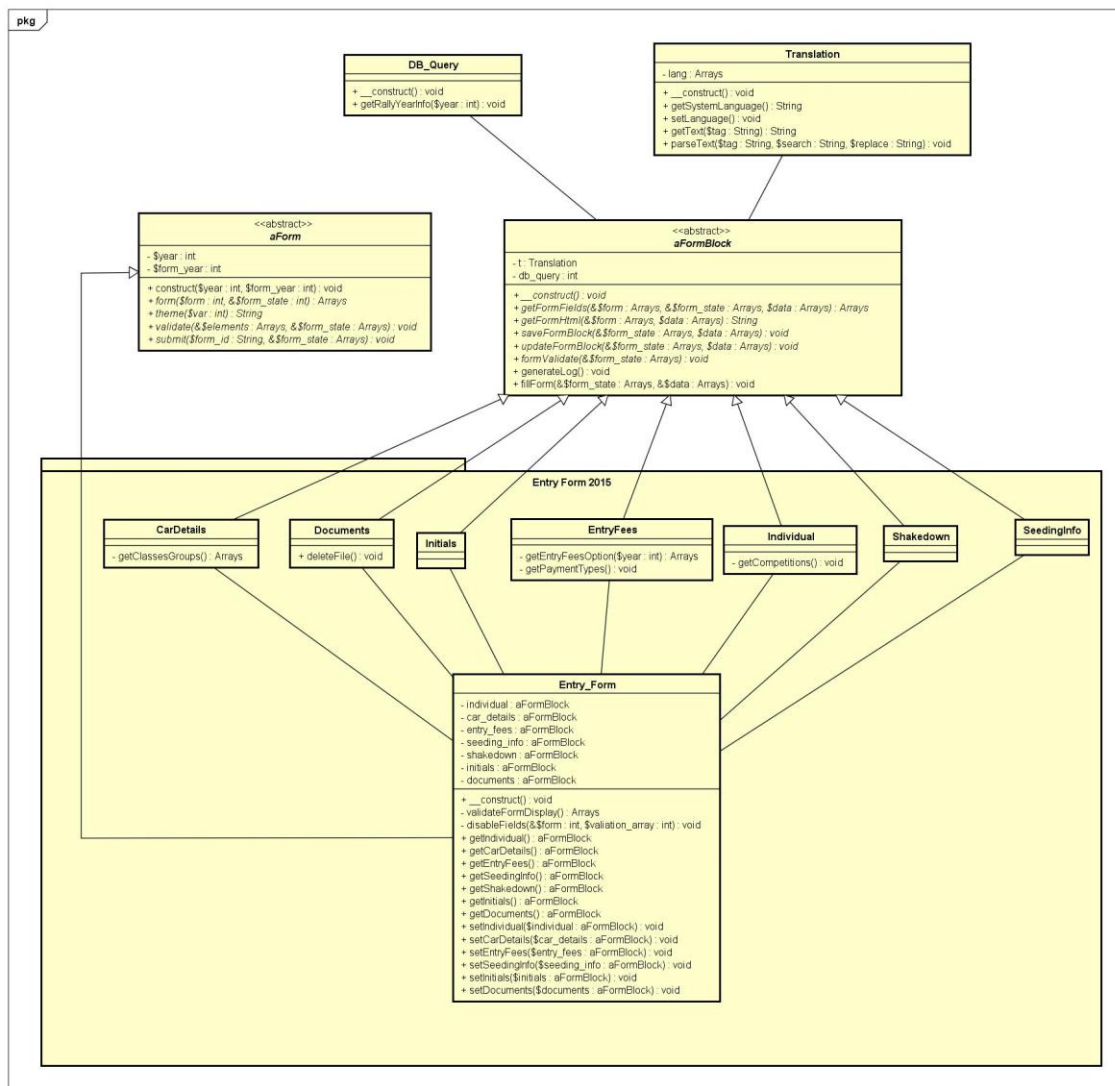 pkg
DB_Query
+ __construct() : void
+ getRallyYearInfo($year : int) : void
Translation
- lang : Arrays
+ __construct() : void
+ getSystemLanguage() : String
+ setLanguage() : void
+ getText($tag : String) : String
+ parseText($tag : String, $search : String, $replace : String) : void
<<abstract>>
aForm
- $year : int
- $form_year : int
+ construct($year : int, $form_year : int) : void
+ form($form : int, &$form_state : int) : Arrays
+ theme($var : int) : String
+ validate(&$elements : Arrays, &$form_state : Arrays) : void
+ submit($form_id : String, &$form_state : Arrays) : void
<<abstract>>
aFormBlock
- t : Translation
- db_query : int
+ __construct() : void
+ getFormFields(&$form : Arrays, &$form_state : Arrays, $data : Arrays) : Arrays
+ getFormHtml(&$form : Arrays, $data : Arrays) : String
+ saveFormBlock(&$form_state : Arrays, $data : Arrays) : void
+ updateFormBlock(&$form_state : Arrays, $data : Arrays) : void
+ formValidate(&$form_state : Arrays) : void
+ generateLog() : void
+ fillForm(&$form_state : Arrays, &$data : Arrays) : void
Entry Form 2015
CarDetails
- getClassesGroups() : Arrays
Documents
+ deleteFile() : void
Initials
EntryFees
- getEntryFeesOption($year : int) : Arrays
- getPaymentTypes() : void
Individual
- getCompetitions() : void
Shakedown
SeedingInfo
Entry_Form
- individual : aFormBlock
- car_details : aFormBlock
- entry_fees : aFormBlock
- seeding_info : aFormBlock
- shakedown : aFormBlock
- initials : aFormBlock
- documents : aFormBlock
+ __construct() : void
- validateFormDisplay() : Arrays
- disableFields(&$form : int, $valiation_array : int) : void
+ getIndividual() : aFormBlock
+ getCarDetails() : aFormBlock
+ getEntryFees() : aFormBlock
+ getSeedingInfo() : aFormBlock
+ getShakedown() : aFormBlock
+ getInitials() : aFormBlock
+ getDocuments() : aFormBlock
+ setIndividual($individual : aFormBlock) : void
+ setCarDetails($car_details : aFormBlock) : void
+ setEntryFees($entry_fees : aFormBlock) : void
+ setSeedingInfo($seeding_info : aFormBlock) : void
+ setInitials($initials : aFormBlock) : void
+ setDocuments($documents : aFormBlock) : void